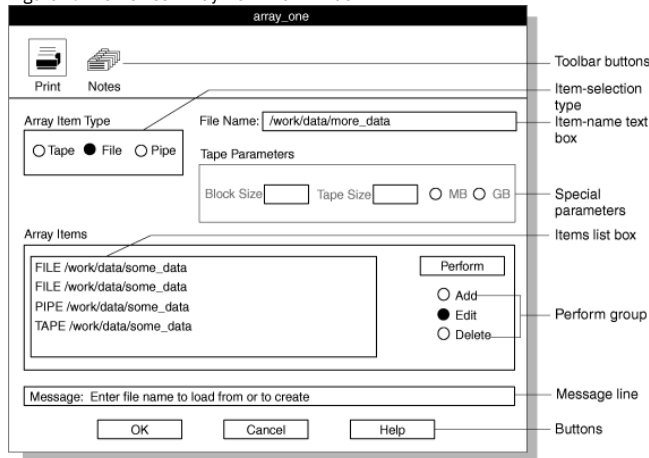 array_one
Print Notes
Toolbar buttons
Item-selection
type
Array Item Type
File Name: /work/data/more_data
Item-name text
box
Tape File Pipe
Tape Parameters
Block Size Tape Size MB GB
Special
parameters
Array Items
Items list box
FILE /work/data/some_data
FILE /work/data/some_data
PIPE /work/data/some_data
TAPE /work/data/some_data
Perform
Add
Edit
Delete
Perform group
Message: Enter file name to load from or to create
Message line
OK Cancel Help
Buttons